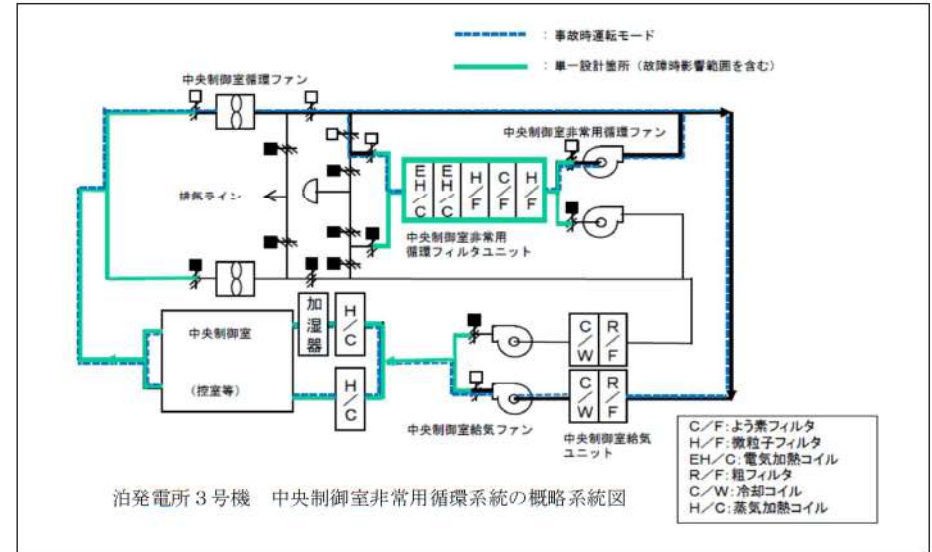 ：事故時運転モード
：単一設計箇所（故障時影響範囲を含む）
中央制御室循環ファン
中央制御室非常用循環ファン
EH/C
EH/C
H/F
C/F
H/F
排気ライン
中央制御室非常用
循環フィルタユニット
加湿器
H/C
中央制御室
（控室等）
H/C
C/W
R/F
C/W
R/F
中央制御室給気ファン
中央制御室給気
ユニット
C／F：よう素フィルタ
H／F：微粒子フィルタ
EH／C：電気加熱コイル
R／F：粗フィルタ
C／W：冷却コイル
H／C：蒸気加熱コイル
泊発電所３号機　中央制御室非常用循環系統の概略系統図